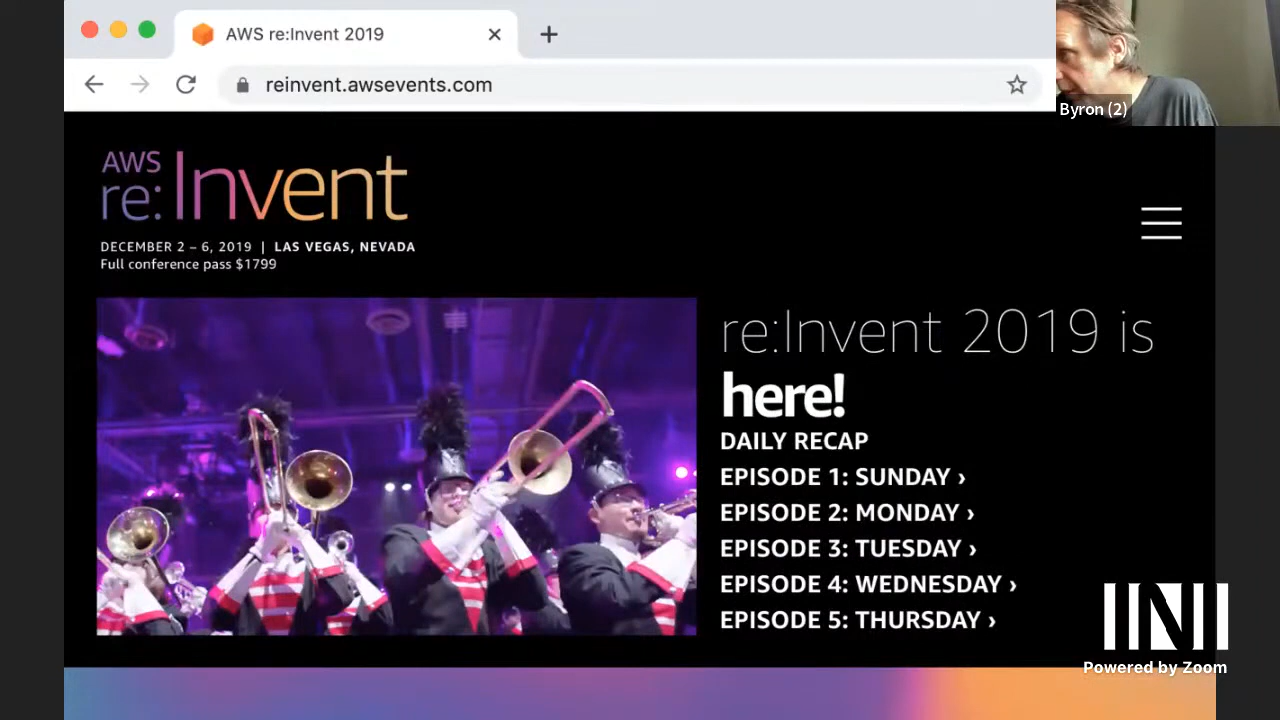 AWS re:Invent 2019
reinvent.awsevents.com
Byron (2)
AWS
re:Invent
DECEMBER 2 – 6, 2019 | LAS VEGAS, NEVADA
Full conference pass $1799
re:Invent 2019 is
here!
DAILY RECAP
EPISODE 1: SUNDAY ›
EPISODE 2: MONDAY ›
EPISODE 3: TUESDAY ›
EPISODE 4: WEDNESDAY ›
EPISODE 5: THURSDAY ›
INI
Powered by Zoom